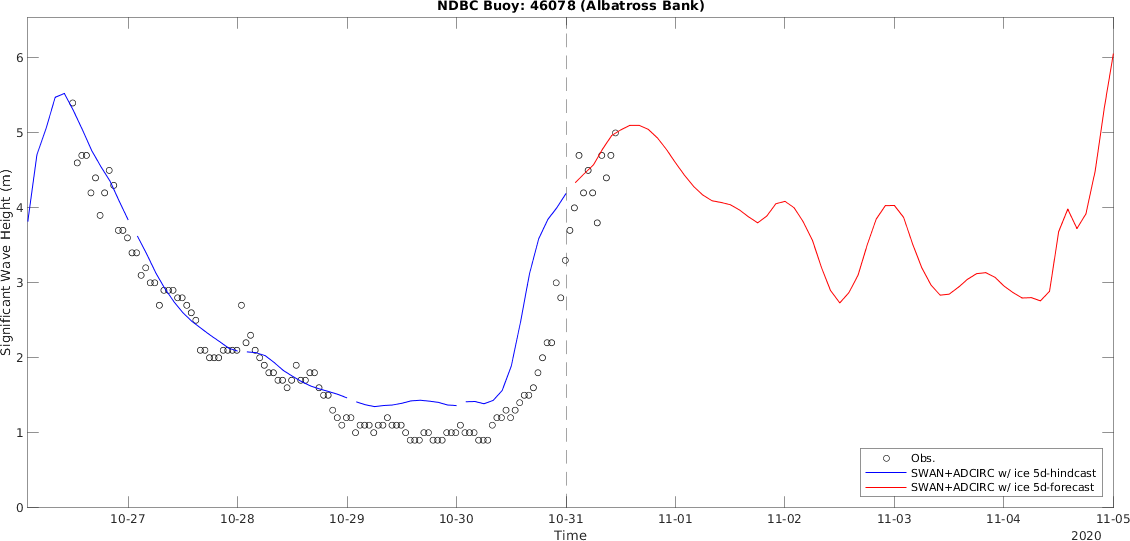 NDBC Buoy: 46078 (Albatross Bank)
Significant Wave Height (m)
6
5
4
3
2
1
0
Obs.
SWAN+ADCIRC w/ ice 5d-hindcast
SWAN+ADCIRC w/ ice 5d-forecast
10-27 10-28 10-29 10-30 10-31 11-01 11-02 11-03 11-04 11-05
Time
2020